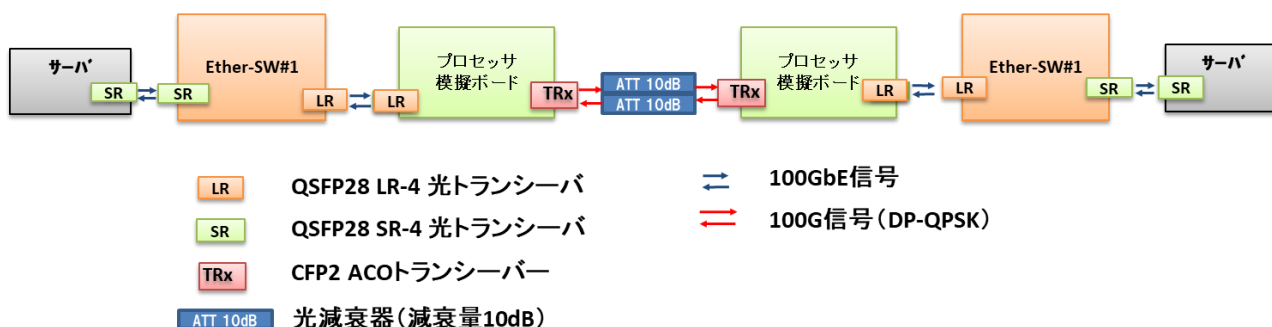 サーバ
SR
SR
Ether-SW#1
LR
LR
プロセッサ
模擬ボード
TRx
ATT 10dB
ATT 10dB
TRx
プロセッサ
模擬ボード
LR
LR
Ether-SW#1
SR
SR
サーバ
LR QSFP28 LR-4 光トランシーバ
100GbE信号
SR QSFP28 SR-4 光トランシーバ
100G信号(DP-QPSK)
TRx CFP2 ACOトランシーバー
ATT 10dB 光減衰器(減衰量10dB)